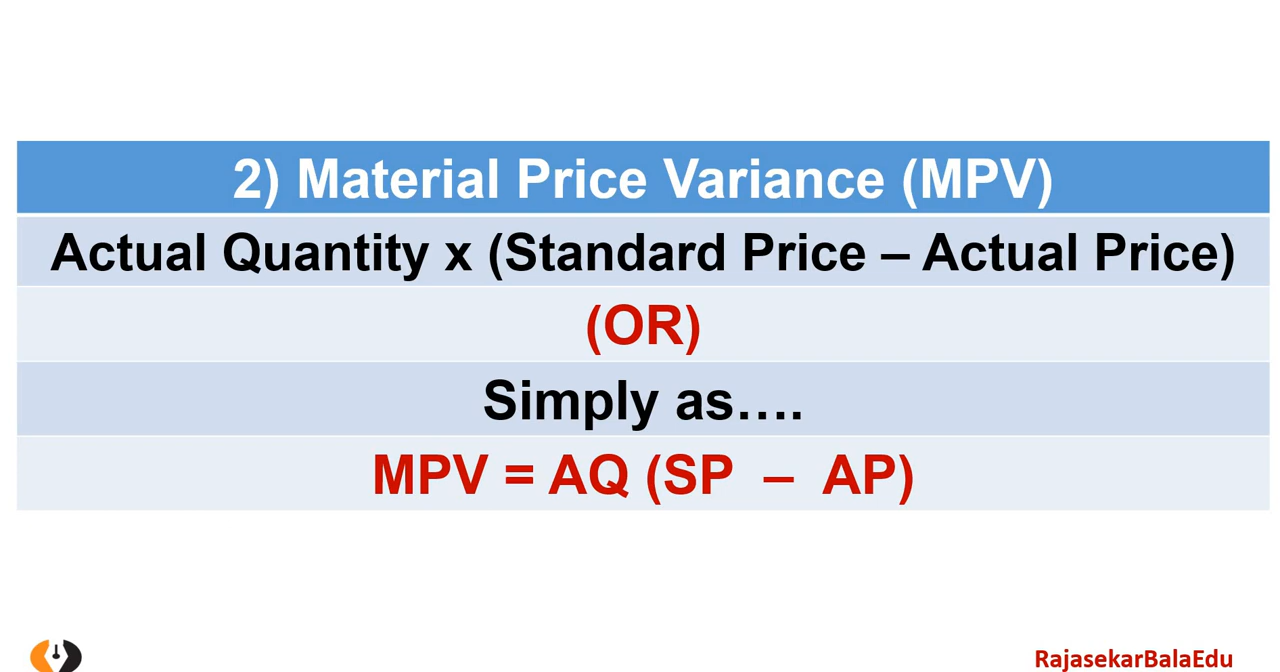 2) Material Price Variance (MPV)
Actual Quantity x (Standard Price – Actual Price)
(OR)
Simply as….
MPV = AQ (SP – AP)
RajasekarBalaEdu